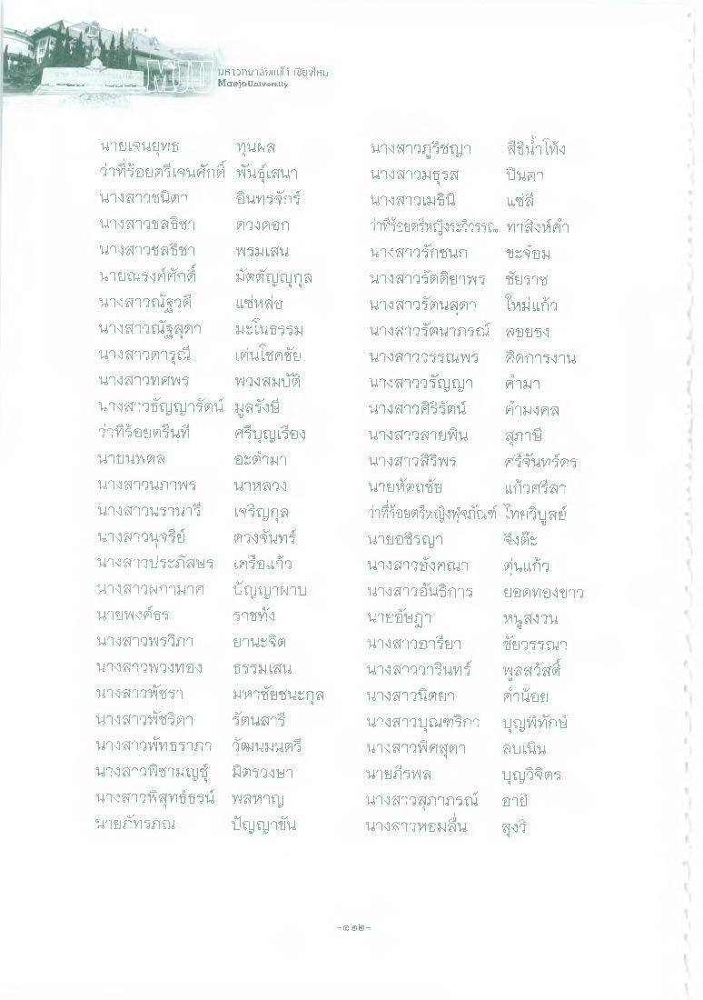 มหาวิทยาลัยแม่โจ้ เชียงใหม่
Maejo University
นายเจนยุทธ ทุนผล
ว่าที่ร้อยตรีเจนศักดิ์ พันธุ์เสนา
นางสาวชนิดา อินทรจักร์
นางสาวชลธิชา ดวงดอก
นางสาวชลธิชา พรมเสน
นายณรงค์ศักดิ์ มัตตัญญุกุล
นางสาวณัฐวดี แซ่หล่อ
นางสาวณัฐสุดา มะโนธรรม
นางสาวดารุณี เด่นโชคชัย
นางสาวทศพร พวงสมบัติ
นางสาวธัญญารัตน์ มูลรังษี
ว่าที่ร้อยตรีนที ศรีบุญเรือง
นายนพดล อะตำมา
นางสาวนภาพร นาหลวง
นางสาวนรานารี เจริญกุล
นางสาวนุจรีย์ ดวงจันทร์
นางสาวประภัสษร เครือแก้ว
นางสาวผกามาศ ปัญญาผาบ
นายพงศ์ธร ราชทัง
นางสาวพรวิภา ยานะจิต
นางสาวพวงทอง ธรรมเสน
นางสาวพัชรา มหาชัยชนะกุล
นางสาวพัชริดา รัตนสารี
นางสาวพัทธราภา วัฒนมนตรี
นางสาวพิชามญชุ์ มิตรวงษา
นางสาวพิสุทธ์ธรน์ พลหาญ
นายภัทรภณ ปัญญาขัน
นางสาวภูริชญา สิธิน้ำโท้ง
นางสาวมธุรส ปินตา
นางสาวเมธินี แซ่ลี
ว่าที่ร้อยตรีหญิงระวิวรรณ ทาสิงห์คำ
นางสาวรักชนก ขะจ๋อม
นางสาวรัตติยาพร ชัยราช
นางสาวรัตนสุดา ใหม่แก้ว
นางสาวรัตนาภรณ์ ลอยธง
นางสาววรรณพร คิดการงาน
นางสาววรัญญา คำมา
นางสาวศิริรัตน์ คำมงคล
นางสาวสายพิน สุภาษี
นางสาวสิริพร ศรีจันทร์ดร
นายหัตถชัย แก้วศรีลา
ว่าที่ร้อยตรีหญิงพุ์จภัณฑ์ ไทยวิบูลย์
นายอชิรญา จึงต๊ะ
นางสาวอังคณา ตุ่นแก้ว
นางสาวอันธิการ ยอดทองขาว
นายอัษฎา หนูสงวน
นางสาวอารียา ชัยวรรณา
นางสาววารินทร์ พูลสวัสดิ์
นางสาวนิตยา คำน้อย
นางสาวบุณฑริกา บุญพิทักษ์
นางสาวพิศสุดา ลบเนิน
นายภีรพล บุญวิจิตร
นางสาวสุภาภรณ์ อายิ
นางสาวหอมลื่น ลุงวิ
-๑๒๒-